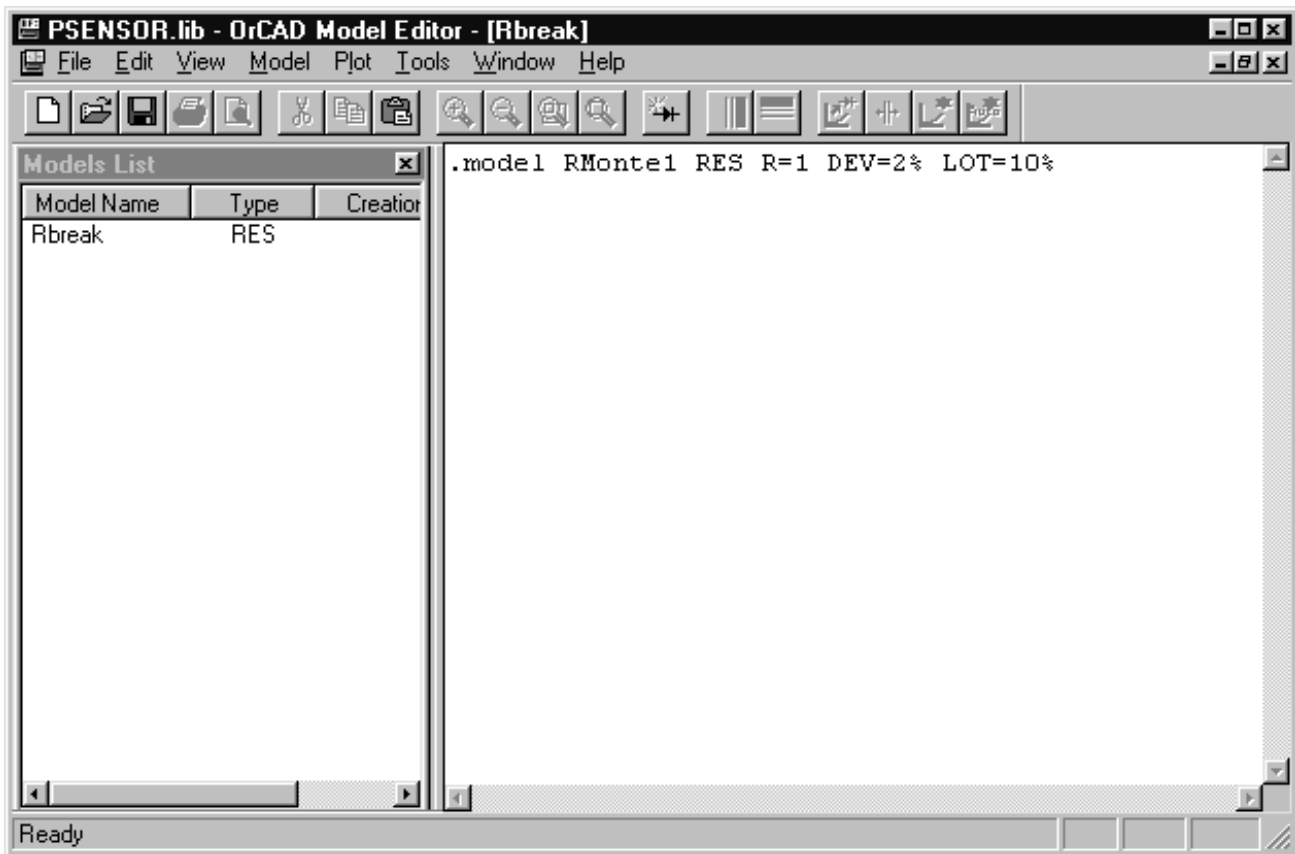 PSENSOR.lib - OrCAD Model Editor - [Rbreak]
File Edit View Model Plot Tools Window Help
Models List
Model Name Type Creation
Rbreak RES
.model RMonte1 RES R=1 DEV=2% LOT=10%
Ready